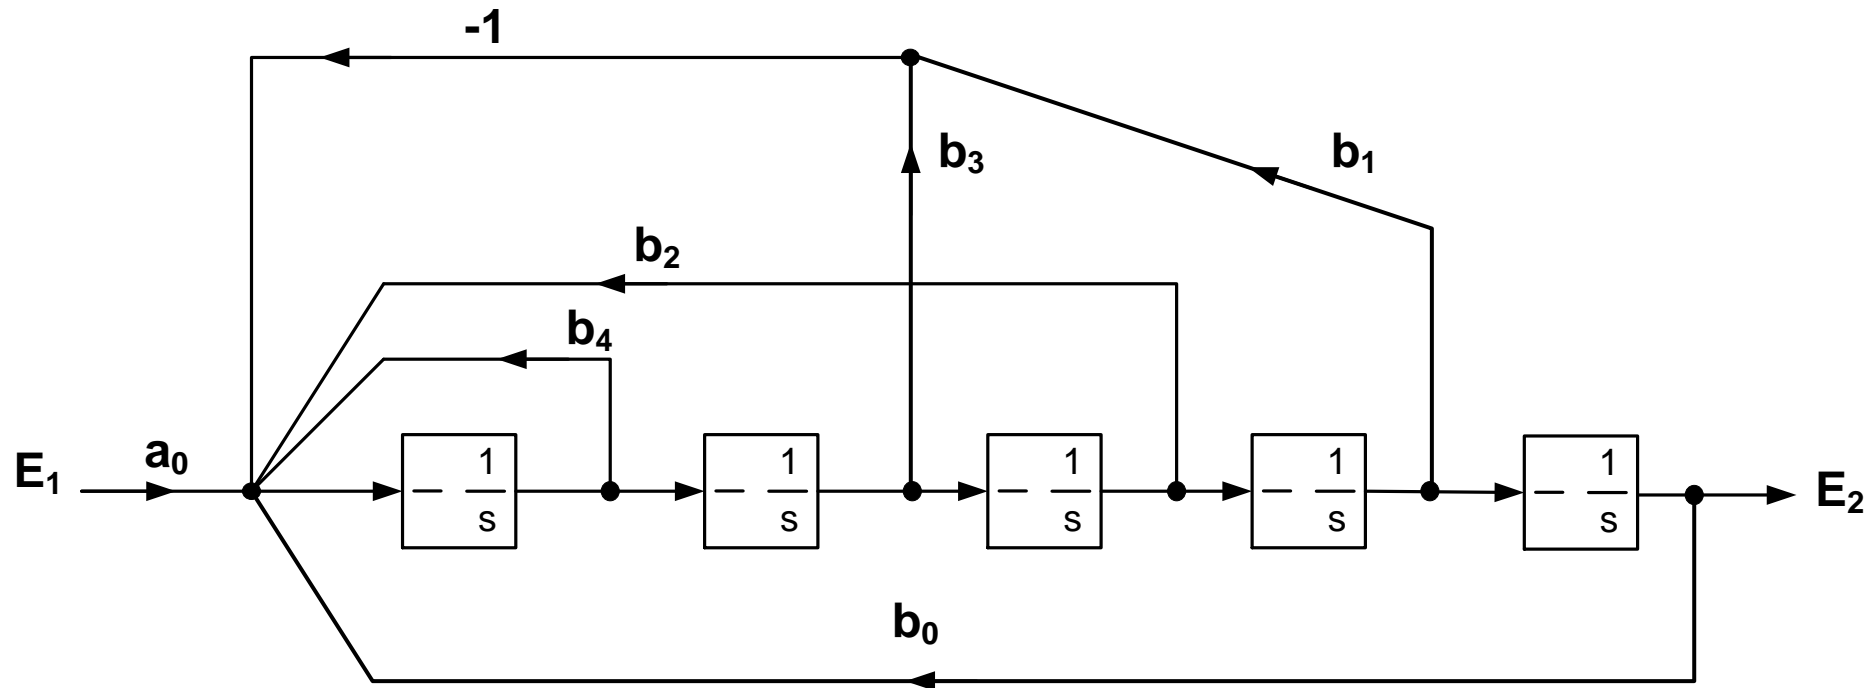 -1
b₃
b₁
b₂
b₄
E₁ a₀
– 1/s – 1/s – 1/s – 1/s – 1/s
E₂
b₀